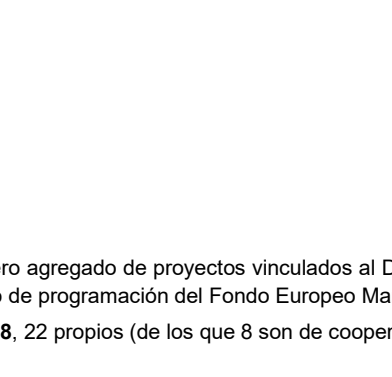 ro agregado de proyectos vinculados al D
de programación del Fondo Europeo Ma
8, 22 propios (de los que 8 son de cooper